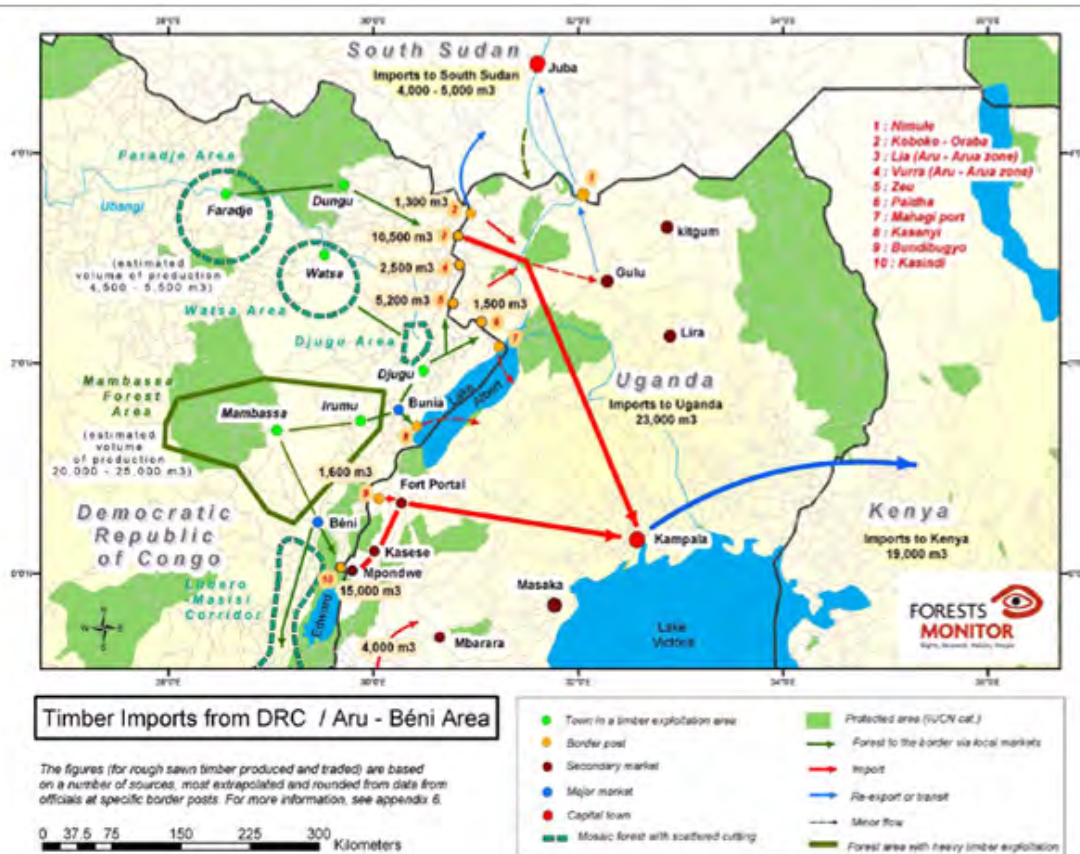 South Sudan
Imports to South Sudan
4,000 - 5,000 m3
Juba
1 : Nimule
2 : Koboko - Oraba
3 : Lia (Aru - Arua zone)
4 : Vurra (Aru - Arua zone)
5 : Zeu
6 : Paidha
7 : Mahagi port
8 : Kasenyi
9 : Bundibugyo
10 : Kasindi
Faradje Area
Ubangi
Faradje
Dungu
(estimated
volume of production
4,500 - 5,500 m3)
Watsa
Watsa Area
Djugu Area
Djugu
1,300 m3
16,500 m3
2,500 m3
5,200 m3
1,500 m3
kitgum
Gulu
Lira
Uganda
Imports to Uganda
23,000 m3
Mambassa
Forest
Area
Mambassa
Irumu
Bunia
Lake
Albert
(estimated
volume
of production
20,000 - 25,000 m3)
1,600 m3
Fort Portal
Democratic
Republic
of Congo
Béni
Kasese
Mpondwe
15,000 m3
Kampala
Kenya
Imports to Kenya
19,000 m3
Lubero
-Masisi
Corridor
Edward
4,000 m3
Mbarara
Masaka
Lake
Victoria
FORESTS
MONITOR
Timber Imports from DRC / Aru - Béni Area
The figures (for rough sawn timber produced and traded) are based
on a number of sources, most extrapolated and rounded from data from
officials at specific border posts. For more information, see appendix 6.
0 37.5 75 150 225 300
Kilometers
Town in a timber exploitation area
Border post
Secondary market
Major market
Capital town
Mosaic forest with scattered cutting
Protected area (IUCN cat.)
Forest to the border via local markets
Import
Re-export or transit
Minor flow
Forest area with heavy timber exploitation